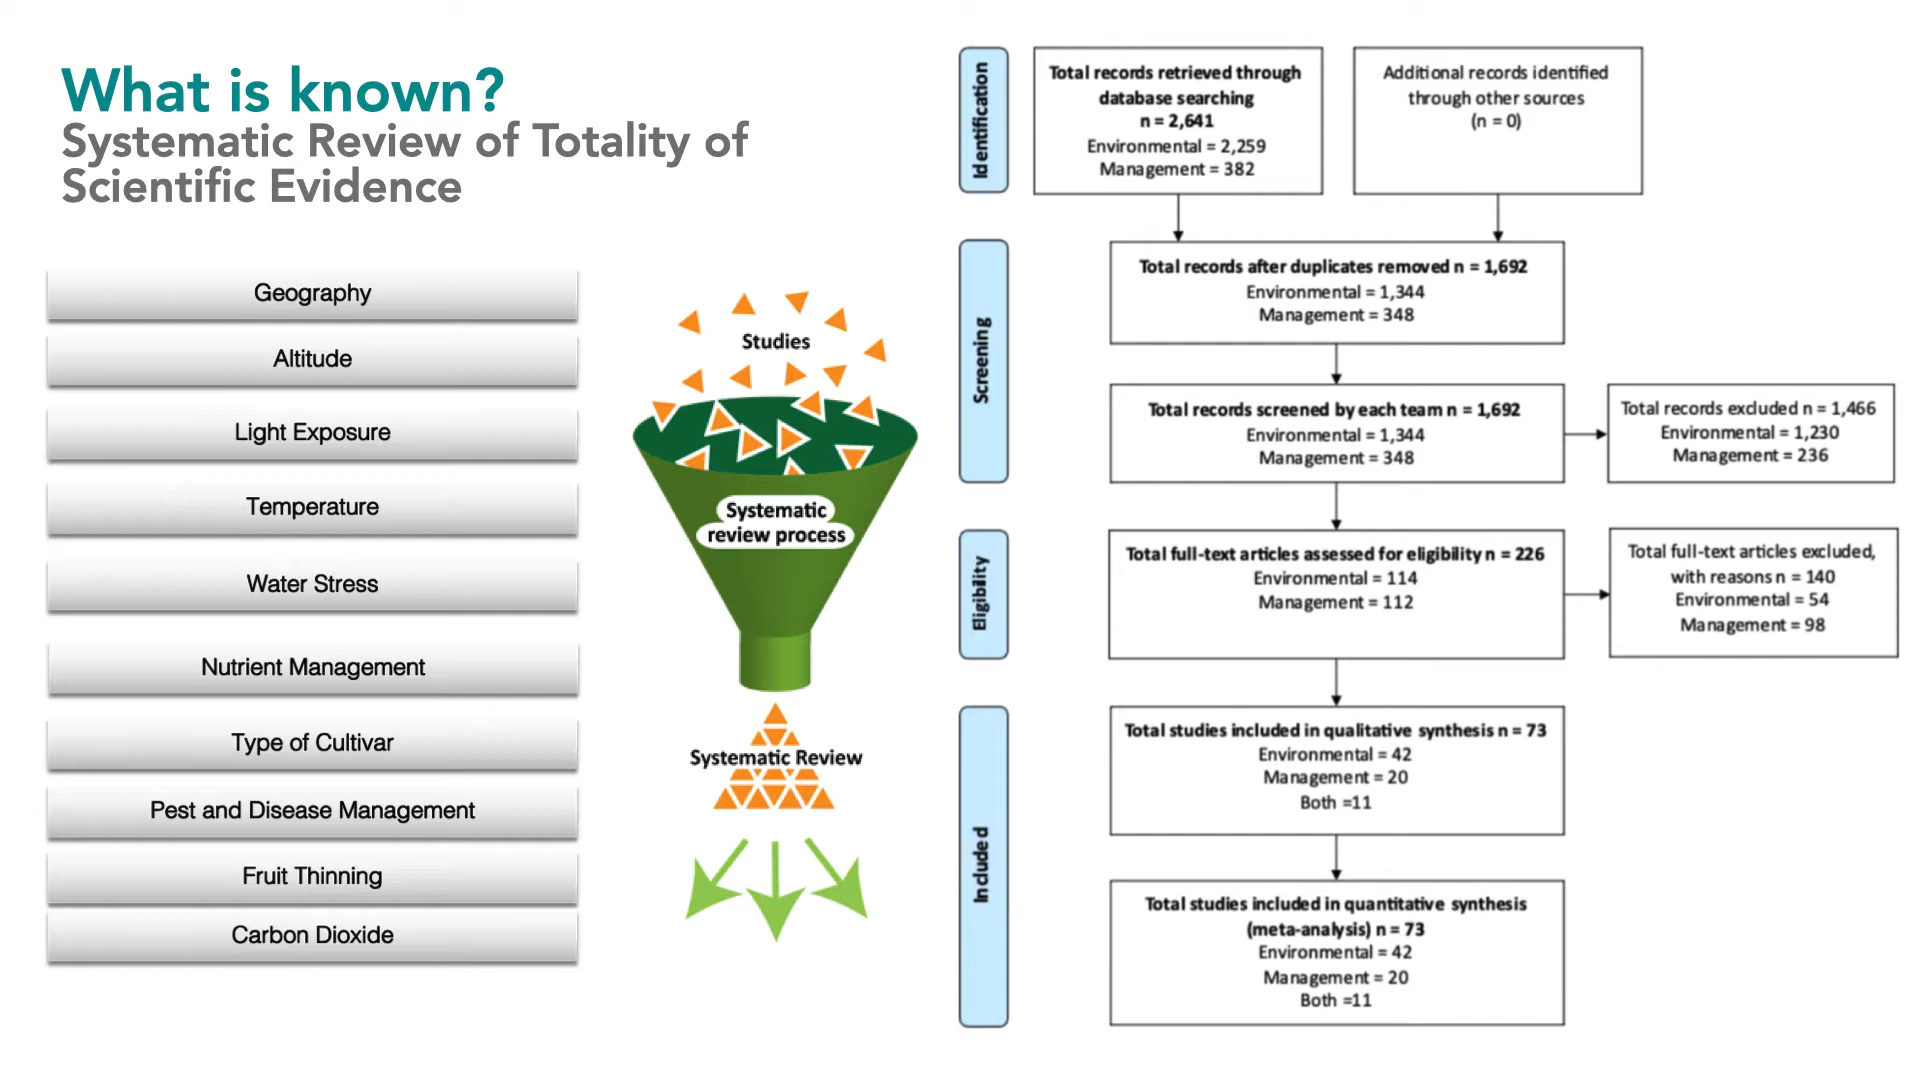 What is known?
Systematic Review of Totality of
Scientific Evidence
Geography
Altitude
Light Exposure
Temperature
Water Stress
Nutrient Management
Type of Cultivar
Pest and Disease Management
Fruit Thinning
Carbon Dioxide
Studies
Systematic
review process
Systematic Review
Identification
Total records retrieved through
database searching
n = 2,641
Environmental = 2,259
Management = 382
Additional records identified
through other sources
(n = 0)
Screening
Total records after duplicates removed n = 1,692
Environmental = 1,344
Management = 348
Total records screened by each team n = 1,692
Environmental = 1,344
Management = 348
Total records excluded n = 1,466
Environmental = 1,230
Management = 236
Eligibility
Total full-text articles assessed for eligibility n = 226
Environmental = 114
Management = 112
Total full-text articles excluded,
with reasons n = 140
Environmental = 54
Management = 98
Included
Total studies included in qualitative synthesis n = 73
Environmental = 42
Management = 20
Both =11
Total studies included in quantitative synthesis
(meta-analysis) n = 73
Environmental = 42
Management = 20
Both =11